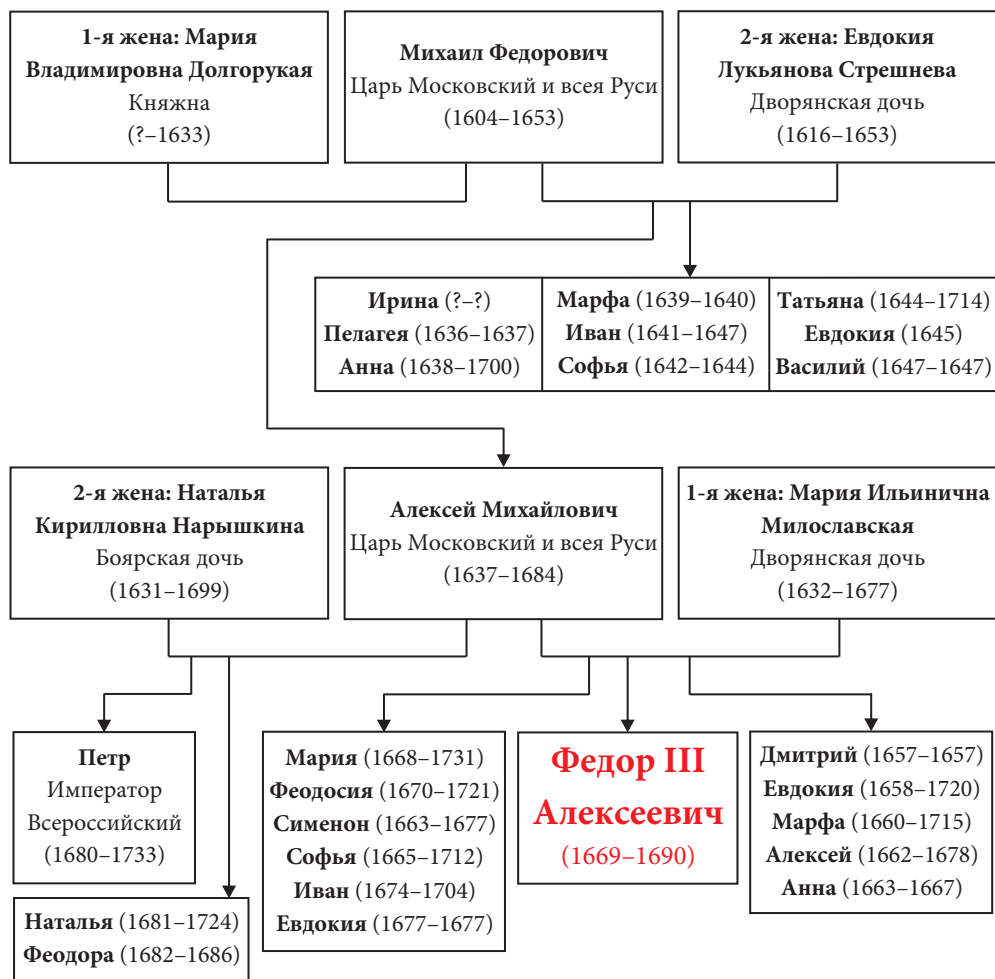 1-я жена: Мария
Владимировна Долгорукая
Княжна
(?–1633)
Михаил Федорович
Царь Московский и всея Руси
(1604–1653)
2-я жена: Евдокия
Лукьянова Стрешнева
Дворянская дочь
(1616–1653)
Ирина (?–?)
Пелагея (1636–1637)
Анна (1638–1700)
Марфа (1639–1640)
Иван (1641–1647)
Софья (1642–1644)
Татьяна (1644–1714)
Евдокия (1645)
Василий (1647–1647)
2-я жена: Наталья
Кирилловна Нарышкина
Боярская дочь
(1631–1699)
Алексей Михайлович
Царь Московский и всея Руси
(1637–1684)
1-я жена: Мария Ильинична
Милославская
Дворянская дочь
(1632–1677)
Петр
Император
Всероссийский
(1680–1733)
Наталья (1681–1724)
Феодора (1682–1686)
Мария (1668–1731)
Феодосия (1670–1721)
Сименон (1663–1677)
Софья (1665–1712)
Иван (1674–1704)
Евдокия (1677–1677)
Федор III
Алексеевич
(1669–1690)
Дмитрий (1657–1657)
Евдокия (1658–1720)
Марфа (1660–1715)
Алексей (1662–1678)
Анна (1663–1667)